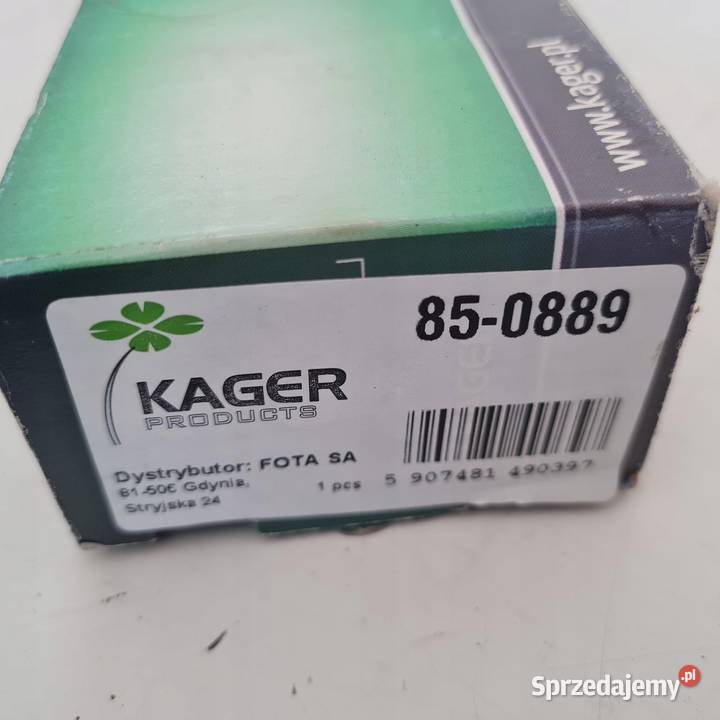 www.kager.pl
85-0889
KAGER
PRODUCTS
Dystrybutor: FOTA SA
81-506 Gdynia,
Stryjska 24
1 pcs
5 907481 490397
Sprzedajemy.pl